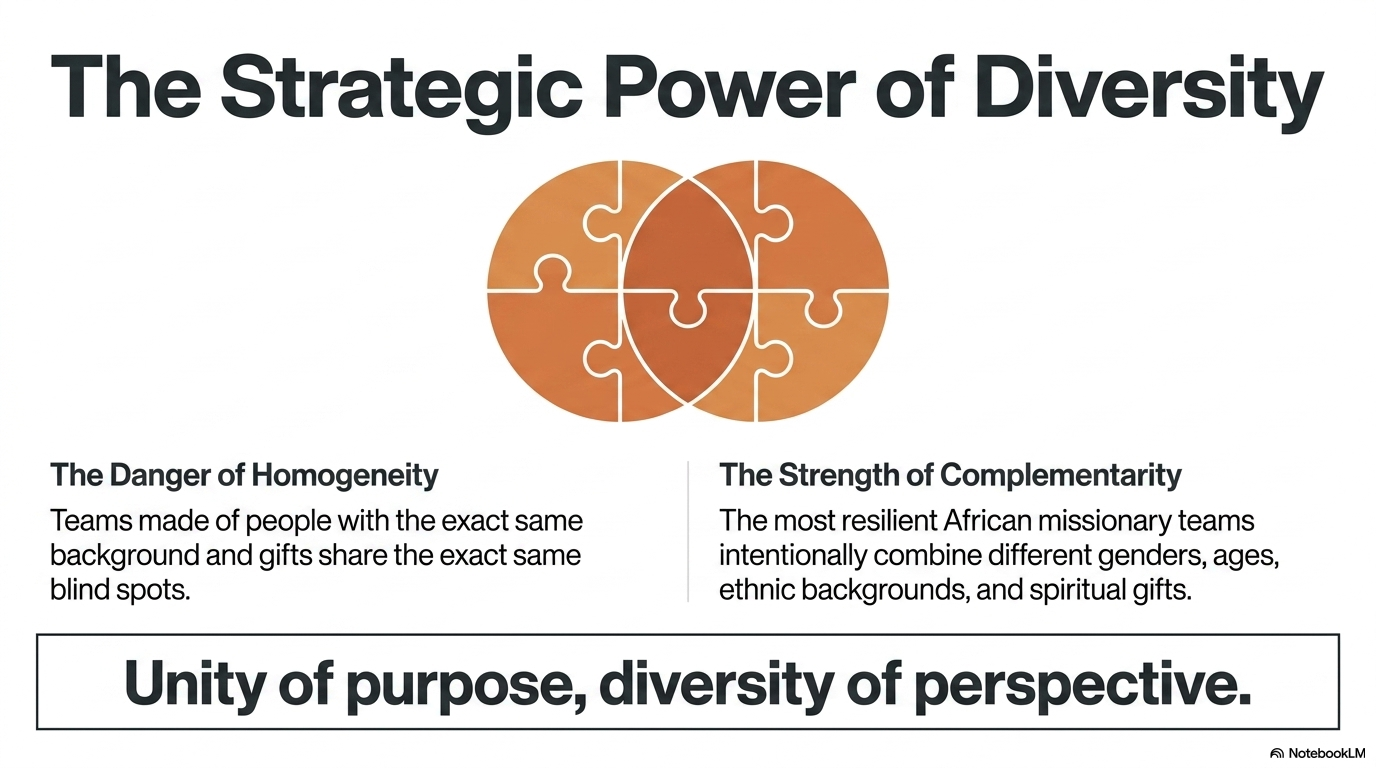 The Strategic Power of Diversity
The Danger of Homogeneity
Teams made of people with the exact same
background and gifts share the exact same
blind spots.
The Strength of Complementarity
The most resilient African missionary teams
intentionally combine different genders, ages,
ethnic backgrounds, and spiritual gifts.
Unity of purpose, diversity of perspective.
NotebookLM